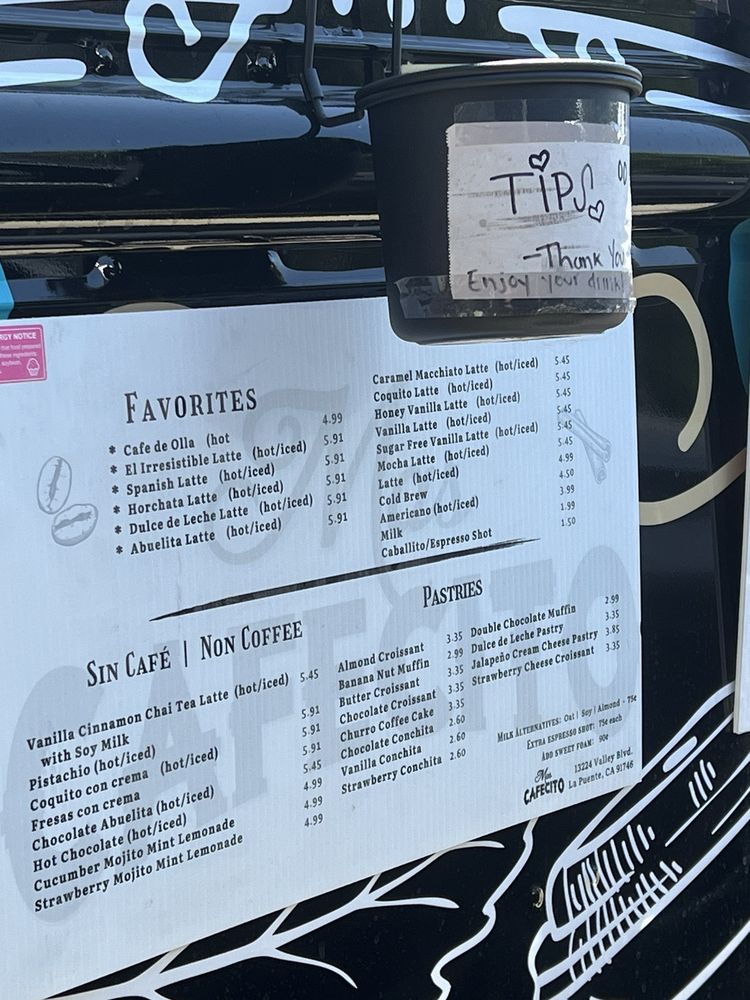 TIPS
-Thank You
Enjoy your drink!
RGY NOTICE
FAVORITES
* Cafe de Olla (hot 4.99
* El Irresistible Latte (hot/iced) 5.91
* Spanish Latte (hot/iced) 5.91
* Horchata Latte (hot/iced) 5.91
* Dulce de Leche Latte (hot/iced) 5.91
* Abuelita Latte (hot/iced) 5.91
Caramel Macchiato Latte (hot/iced) 5.45
Coquito Latte (hot/iced) 5.45
Honey Vanilla Latte (hot/iced) 5.45
Vanilla Latte (hot/iced) 5.45
Sugar Free Vanilla Latte (hot/iced) 5.45
Mocha Latte (hot/iced) 5.45
Latte (hot/iced) 4.99
Cold Brew 4.50
Americano (hot/iced) 3.99
Milk 1.99
Caballito/Espresso Shot 1.50
SIN CAFÉ | NON COFFEE
Vanilla Cinnamon Chai Tea Latte (hot/iced) 5.45
with Soy Milk
Pistachio (hot/iced) 5.91
Coquito con crema (hot/iced) 5.91
Fresas con crema 5.91
Chocolate Abuelita (hot/iced) 5.45
Hot Chocolate (hot/iced) 4.99
Cucumber Mojito Mint Lemonade 4.99
Strawberry Mojito Mint Lemonade 4.99
PASTRIES
Almond Croissant 3.35
Banana Nut Muffin 2.99
Butter Croissant 3.35
Chocolate Croissant 3.35
Churro Coffee Cake 3.35
Chocolate Conchita 2.60
Vanilla Conchita 2.60
Strawberry Conchita 2.60
Double Chocolate Muffin 2.99
Dulce de Leche Pastry 3.35
Jalapeño Cream Cheese Pastry 3.85
Strawberry Cheese Croissant 3.35
MILK ALTERNATIVES: Oat | Soy | Almond - 75¢
EXTRA ESPRESSO SHOT: 75¢ each
ADD SWEET FOAM: 90¢
Mas
CAFECITO
13224 Valley Blvd.
La Puente, CA 91746
Mas
CAFECITO